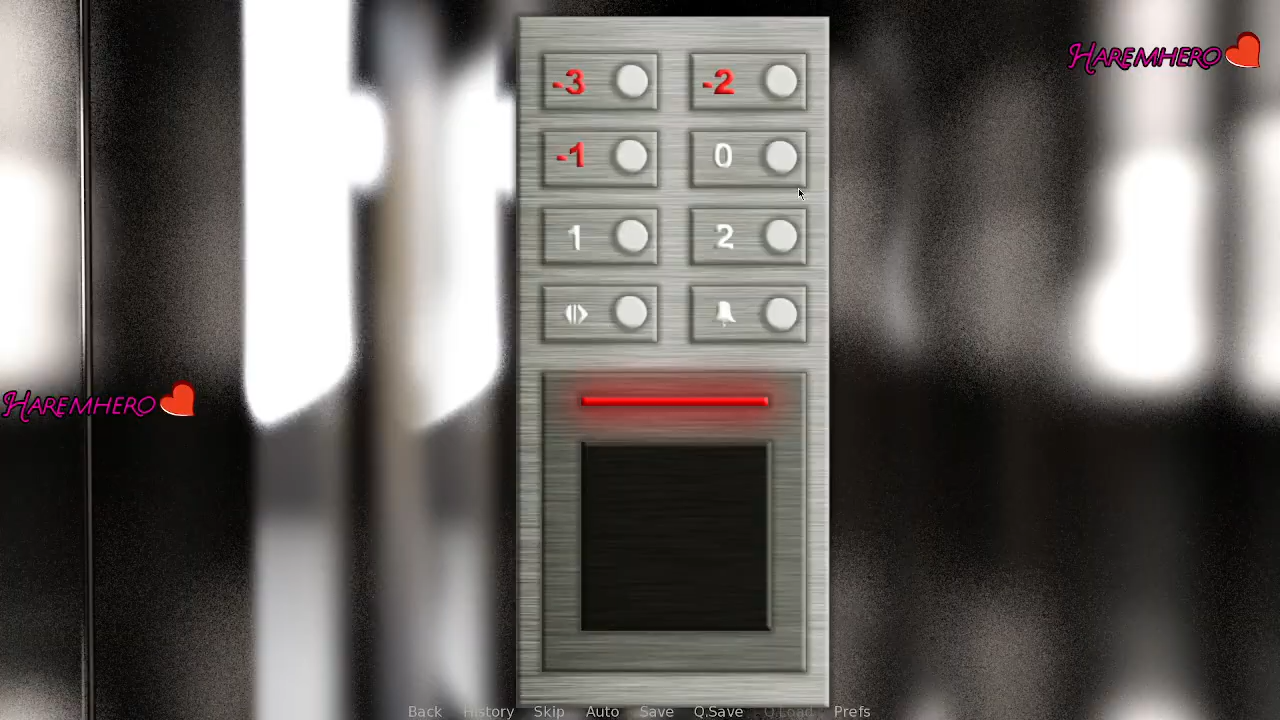 HAREMHERO
-3 -2
-1 0
1 2
HAREMHERO
Back History Skip Auto Save Q.Save Q.Load Prefs